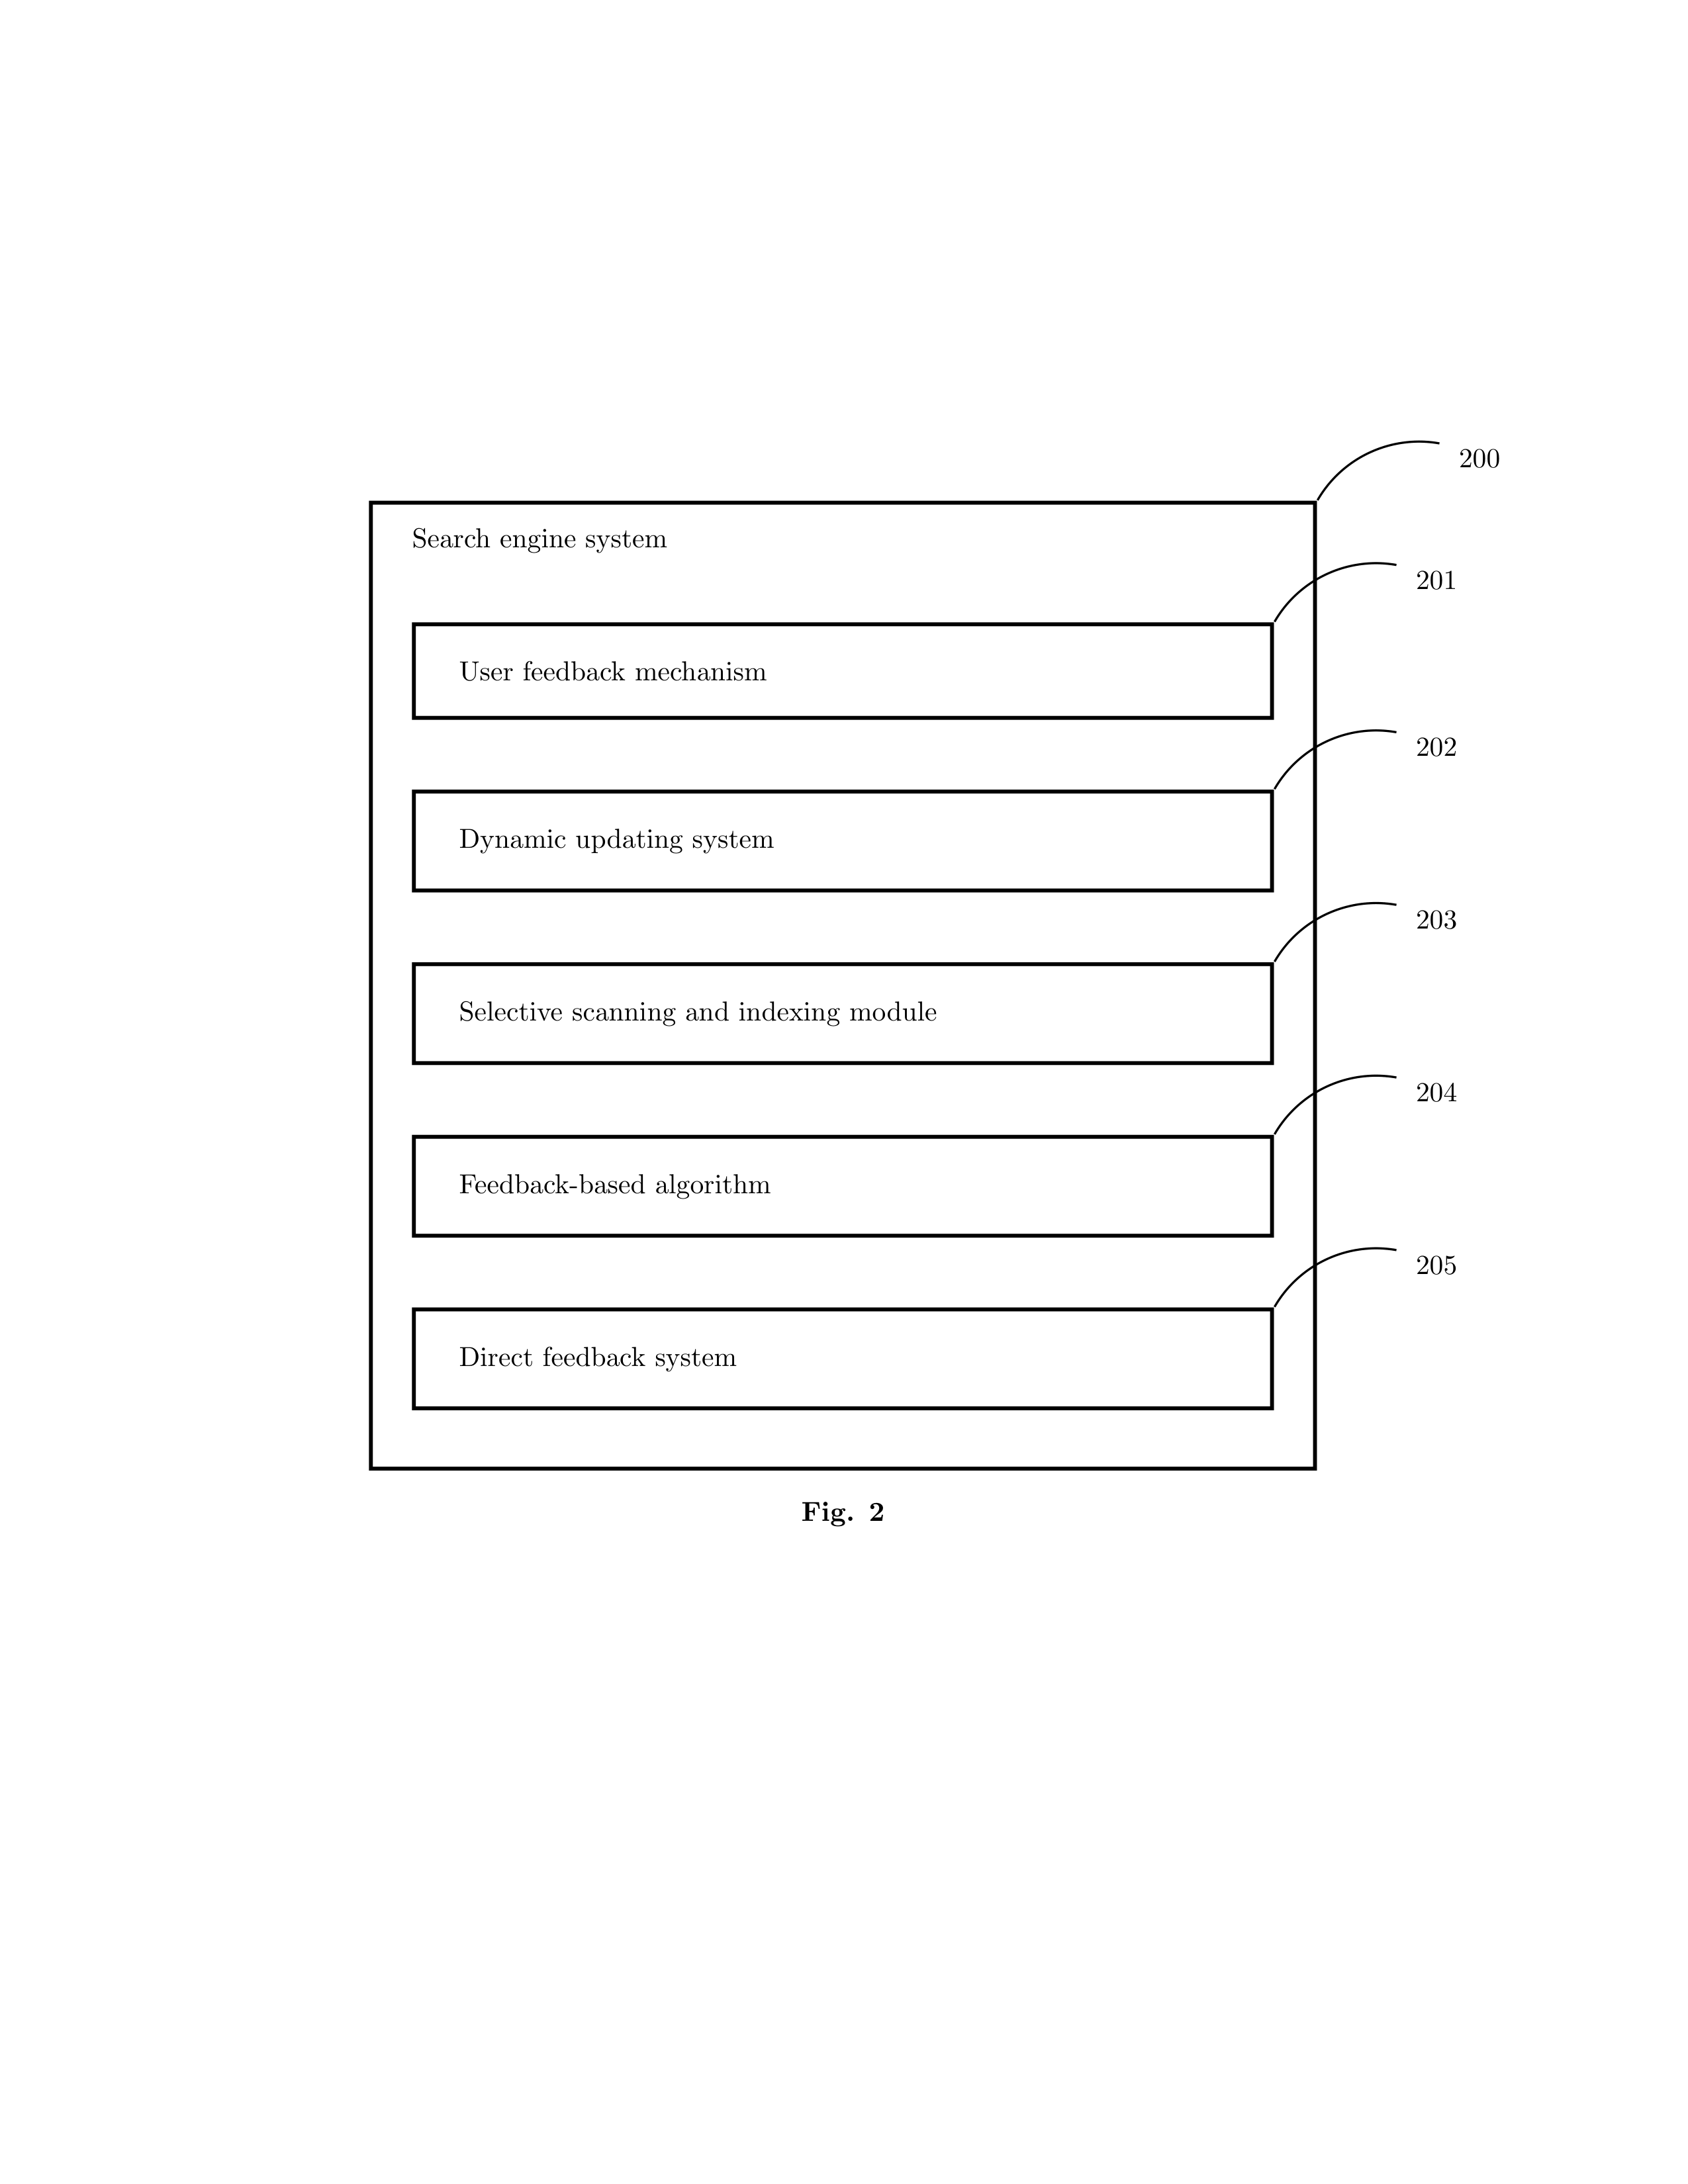 200
Search engine system
201
User feedback mechanism
202
Dynamic updating system
203
Selective scanning and indexing module
204
Feedback-based algorithm
205
Direct feedback system
Fig. 2